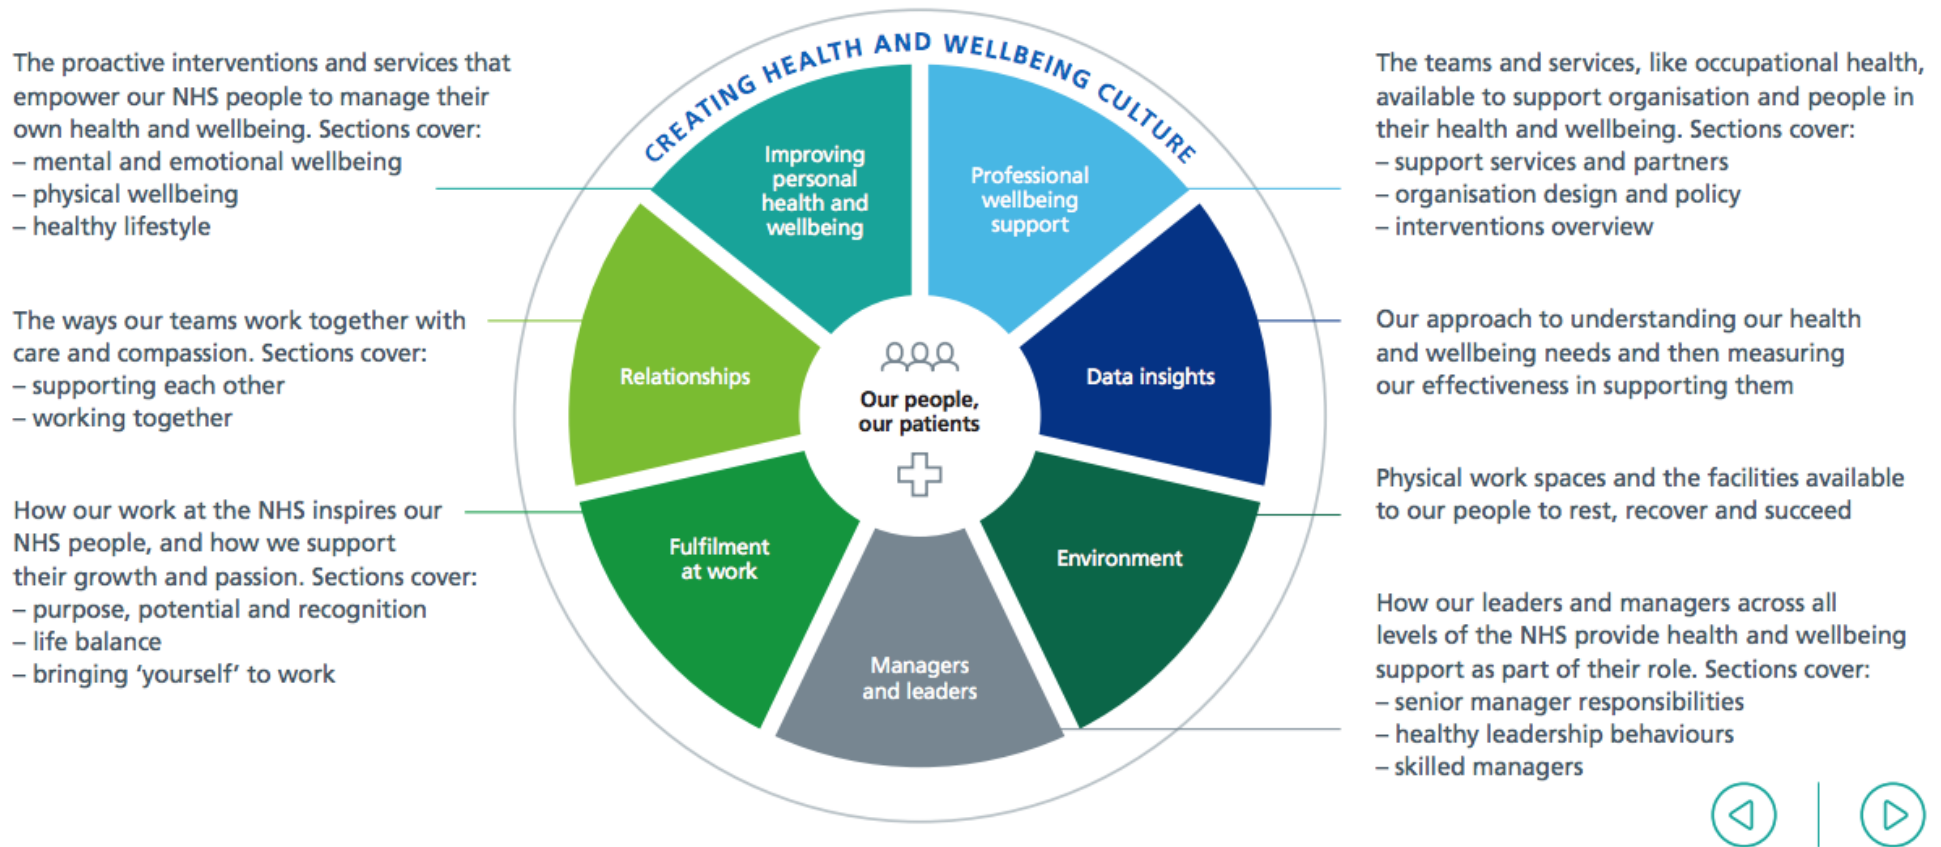 CREATING HEALTH AND WELLBEING CULTURE
The proactive interventions and services that
empower our NHS people to manage their
own health and wellbeing. Sections cover:
– mental and emotional wellbeing
– physical wellbeing
– healthy lifestyle
The ways our teams work together with
care and compassion. Sections cover:
– supporting each other
– working together
How our work at the NHS inspires our
NHS people, and how we support
their growth and passion. Sections cover:
– purpose, potential and recognition
– life balance
– bringing ‘yourself’ to work
Improving
personal
health and
wellbeing
Professional
wellbeing
support
Relationships
Data insights
Our people,
our patients
Fulfilment
at work
Environment
Managers
and leaders
The teams and services, like occupational health,
available to support organisation and people in
their health and wellbeing. Sections cover:
– support services and partners
– organisation design and policy
– interventions overview
Our approach to understanding our health
and wellbeing needs and then measuring
our effectiveness in supporting them
Physical work spaces and the facilities available
to our people to rest, recover and succeed
How our leaders and managers across all
levels of the NHS provide health and wellbeing
support as part of their role. Sections cover:
– senior manager responsibilities
– healthy leadership behaviours
– skilled managers